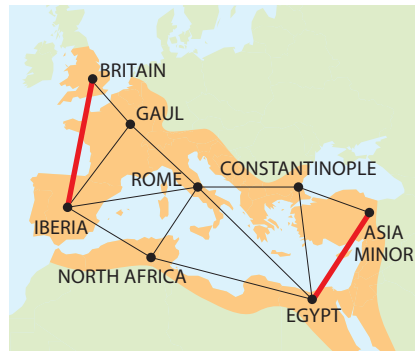 BRITAIN
GAUL
ROME
CONSTANTINOPLE
IBERIA
ASIA
MINOR
NORTH AFRICA
EGYPT